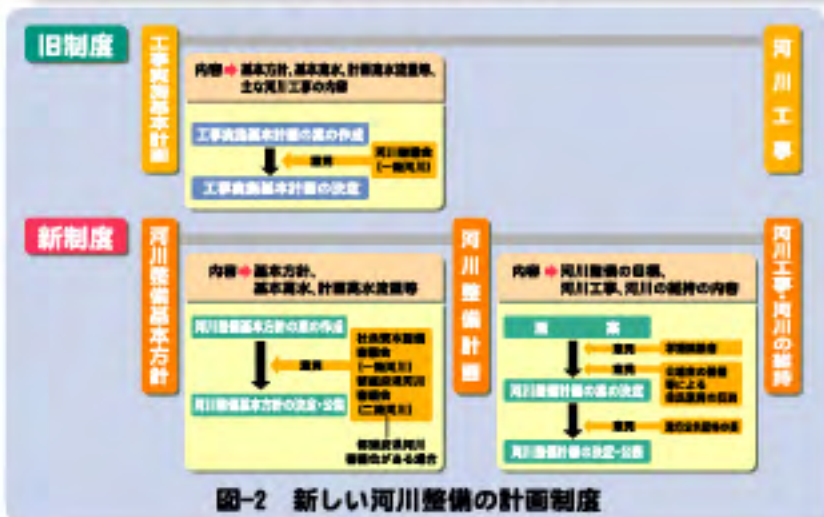 旧制度
工事実施基本計画
内容➡基本方針、基本高水、計画高水流量等、
主な河川工事の内容
工事実施基本計画の案の作成
意見
河川審議会
(一級河川)
工事実施基本計画の決定
河川工事
新制度
河川整備基本方針
内容➡基本方針、
基本高水、計画高水流量等
河川整備基本方針の案の作成
意見
社会資本整備
審議会
(一級河川)
都道府県河川
審議会
(二級河川)
都道府県河川
審議会がある場合
河川整備基本方針の決定・公表
河川整備計画
内容➡河川整備の目標、
河川工事、河川の維持の内容
原案
意見
学識経験者
意見
公聴会の開催
等による
住民意見の反映
河川整備計画の案の決定
意見
地方公共団体の長
河川整備計画の決定・公表
河川工事・河川の維持
図-2 新しい河川整備の計画制度